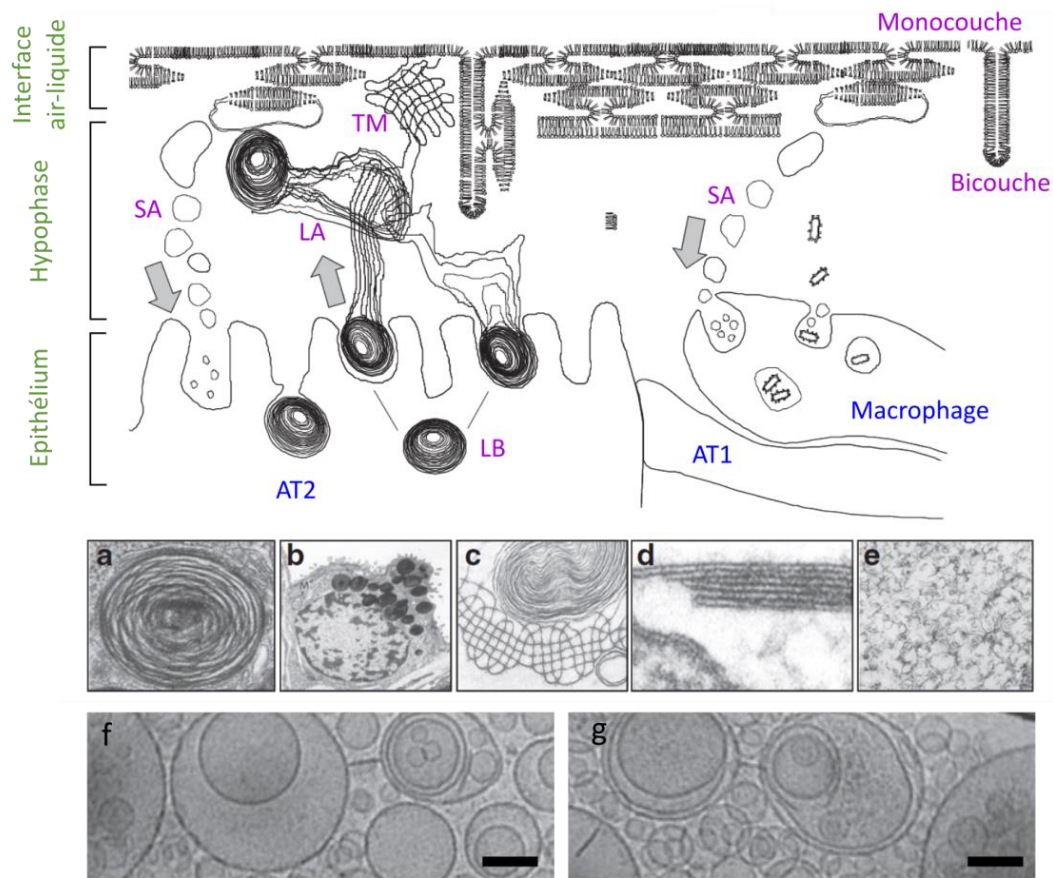 Monocouche
Interface
air-liquide
TM
Hypophase
SA
LA
SA
Bicouche
Epithélium
LB
AT2
AT1
Macrophage
a
b
c
d
e
f
g